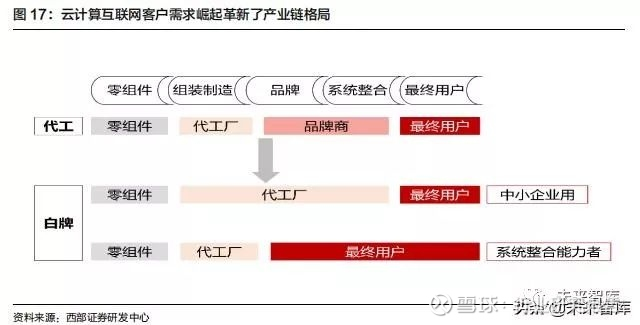 图 17：云计算互联网客户需求崛起革新了产业链格局
零组件 组装制造 品牌 系统整合 最终用户
代工 零组件 代工厂 品牌商 最终用户
白牌
零组件 代工厂 最终用户 中小企业用
零组件 代工厂 最终用户 系统整合能力者
资料来源：西部证券研发中心
未来智库
雪球
头条@未来智库